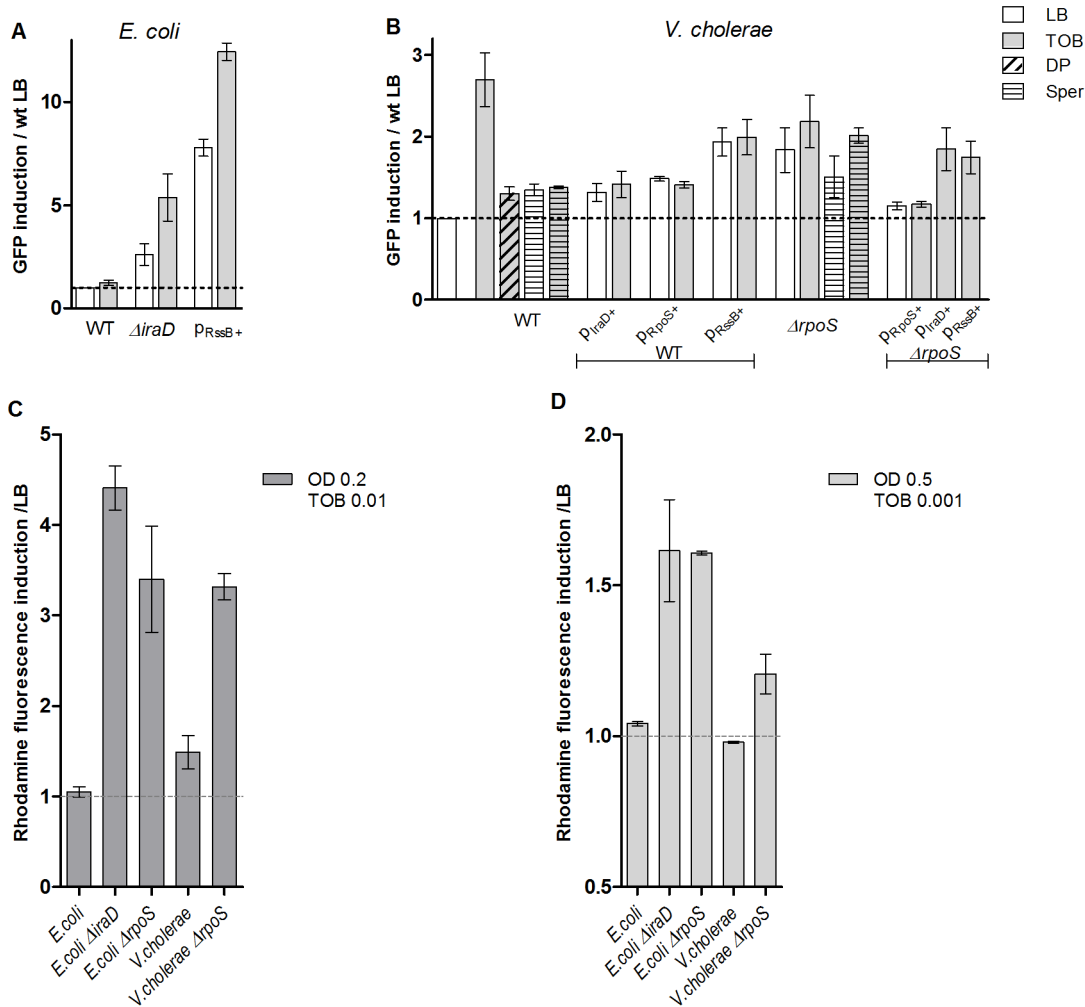 A
E. coli
GFP induction / wt LB
10
5
0
WT
ΔiraD
pRssB+
B
V. cholerae
LB
TOB
DP
Sper
GFP induction / wt LB
3
2
1
0
WT
pIraD+
pRpoS+
pRssB+
WT
ΔrpoS
pRpoS+
pIraD+
pRssB+
ΔrpoS
C
Rhodamine fluorescence induction /LB
5
4
3
2
1
0
OD 0.2
TOB 0.01
E.coli
E.coli ΔiraD
E.coli ΔrpoS
V.cholerae
V.cholerae ΔrpoS
D
Rhodamine fluorescence induction /LB
2.0
1.5
1.0
0.5
OD 0.5
TOB 0.001
E.coli
E.coli ΔiraD
E.coli ΔrpoS
V.cholerae
V.cholerae ΔrpoS